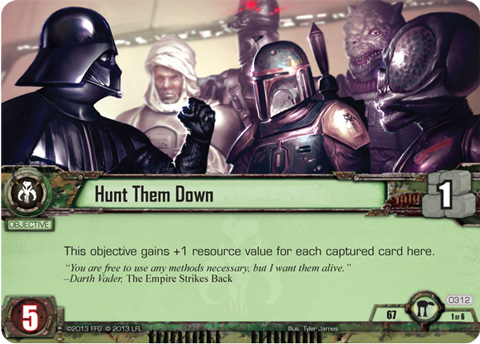 Hunt Them Down
1
OBJECTIVE
This objective gains +1 resource value for each captured card here.
“You are free to use any methods necessary, but I want them alive.”
–Darth Vader, The Empire Strikes Back
5
0312
67
1 OF 6
©2013 FFG © 2013 LFL
Illus. Tyler James